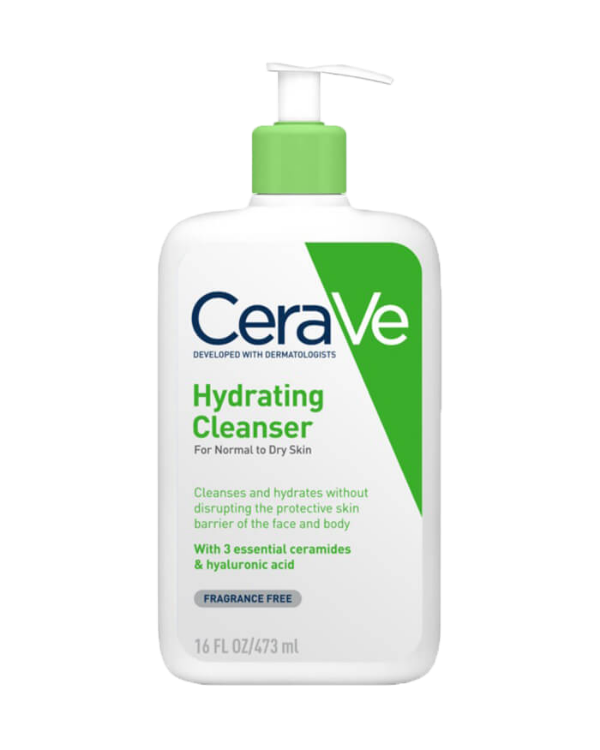 CeraVe
DEVELOPED WITH DERMATOLOGISTS
Hydrating
Cleanser
For Normal to Dry Skin
Cleanses and hydrates without
disrupting the protective skin
barrier of the face and body
With 3 essential ceramides
& hyaluronic acid
FRAGRANCE FREE
16 FL OZ/473 ml